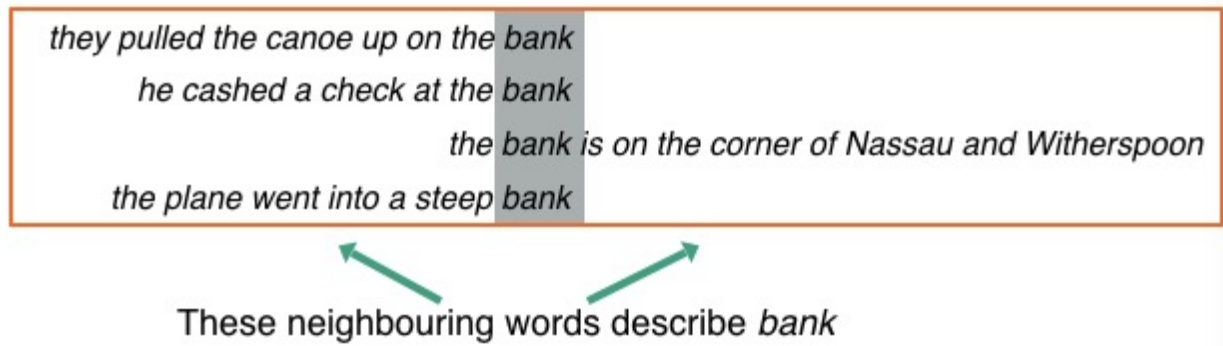 they pulled the canoe up on the bank
he cashed a check at the bank
the bank is on the corner of Nassau and Witherspoon
the plane went into a steep bank
These neighbouring words describe bank